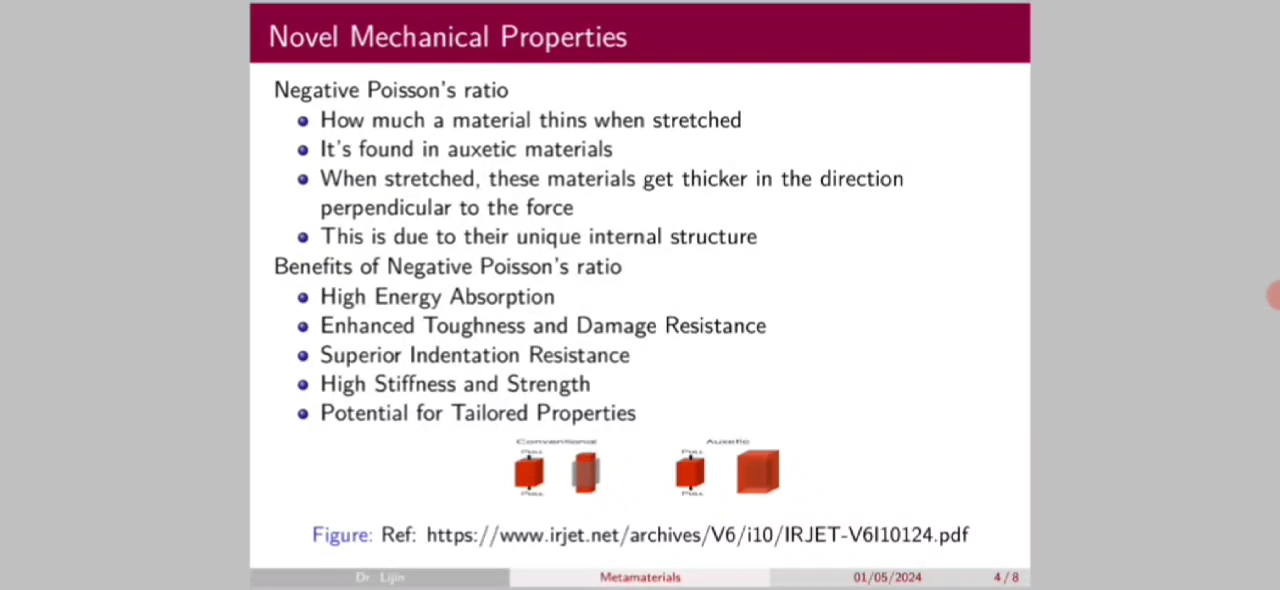 Novel Mechanical Properties
Negative Poisson's ratio
How much a material thins when stretched
It's found in auxetic materials
When stretched, these materials get thicker in the direction
perpendicular to the force
This is due to their unique internal structure
Benefits of Negative Poisson's ratio
High Energy Absorption
Enhanced Toughness and Damage Resistance
Superior Indentation Resistance
High Stiffness and Strength
Potential for Tailored Properties
Conventional Auxetic
PULL PULL
PULL PULL
Figure: Ref: https://www.irjet.net/archives/V6/i10/IRJET-V6I10124.pdf
Dr. Lijin Metamaterials 01/05/2024 4 / 8